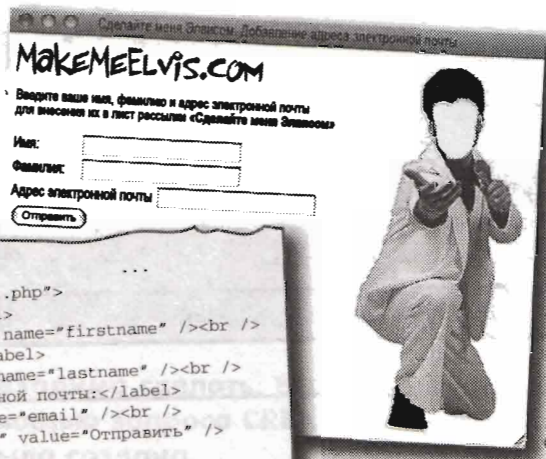 Сделайте меня Элвисом. Добавление адреса электронной почты
MakeMeElvis.com
Введите ваше имя, фамилию и адрес электронной почты
для внесения их в лист рассылки «Сделайте меня Элвисом»
Имя:
Фамилия:
Адрес электронной почты
Отправить
...
.php">
>
name="firstname" /><br />
abel>
name="lastname" /><br />
ной почты:</label>
e="email" /><br />
" value="Отправить" />